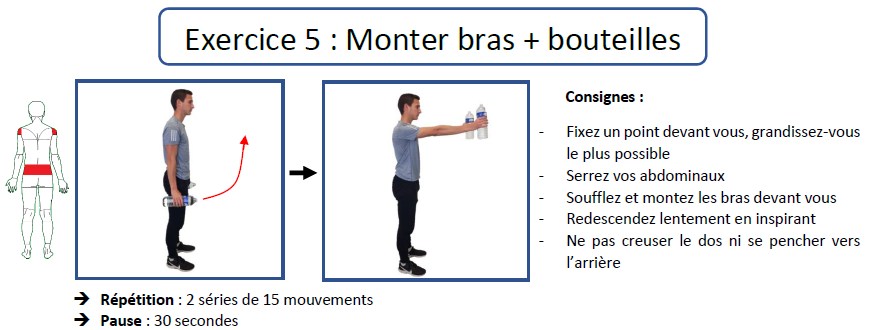 Exercice 5 : Monter bras + bouteilles
Consignes :
- Fixez un point devant vous, grandissez-vous
le plus possible
- Serrez vos abdominaux
- Soufflez et montez les bras devant vous
- Redescendez lentement en inspirant
- Ne pas creuser le dos ni se pencher vers
l’arrière
➔ Répétition : 2 séries de 15 mouvements
➔ Pause : 30 secondes